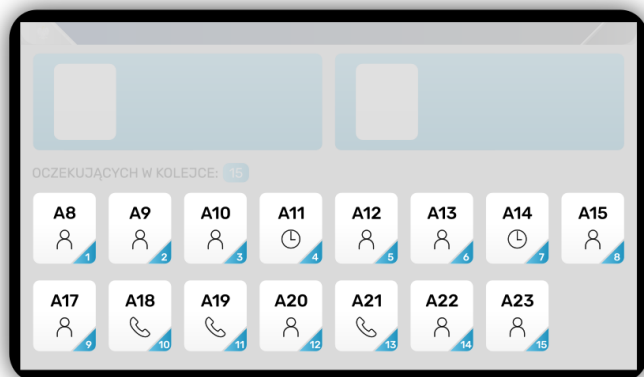 OCZEKUJĄCYCH W KOLEJCE: 15
A8 A9 A10 A11 A12 A13 A14 A15
1 2 3 4 5 6 7 8
A17 A18 A19 A20 A21 A22 A23
9 10 11 12 13 14 15